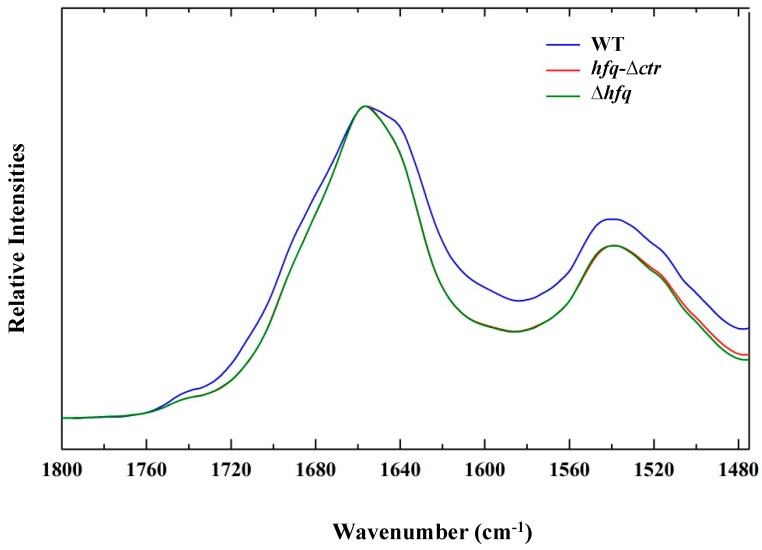 WT
hfq-Δctr
Δhfq
Relative Intensities
1800 1760 1720 1680 1640 1600 1560 1520 1480
Wavenumber (cm⁻¹)